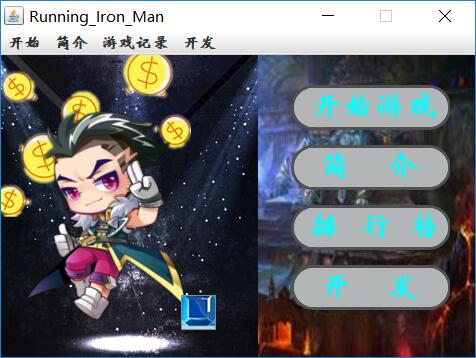 Running_Iron_Man
开始 简介 游戏记录 开发
开始游戏
简 介
排 行 榜
开 发